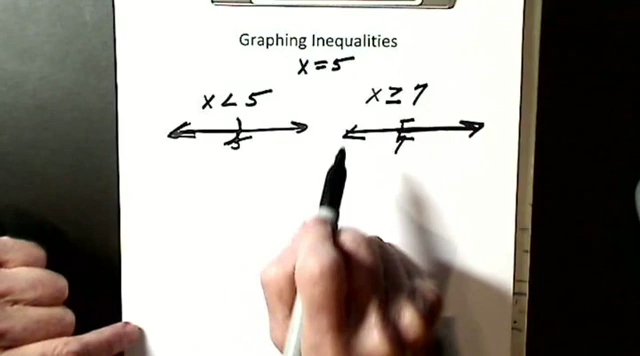 Graphing Inequalities
x = 5
x < 5
x ≥ 7
5
7